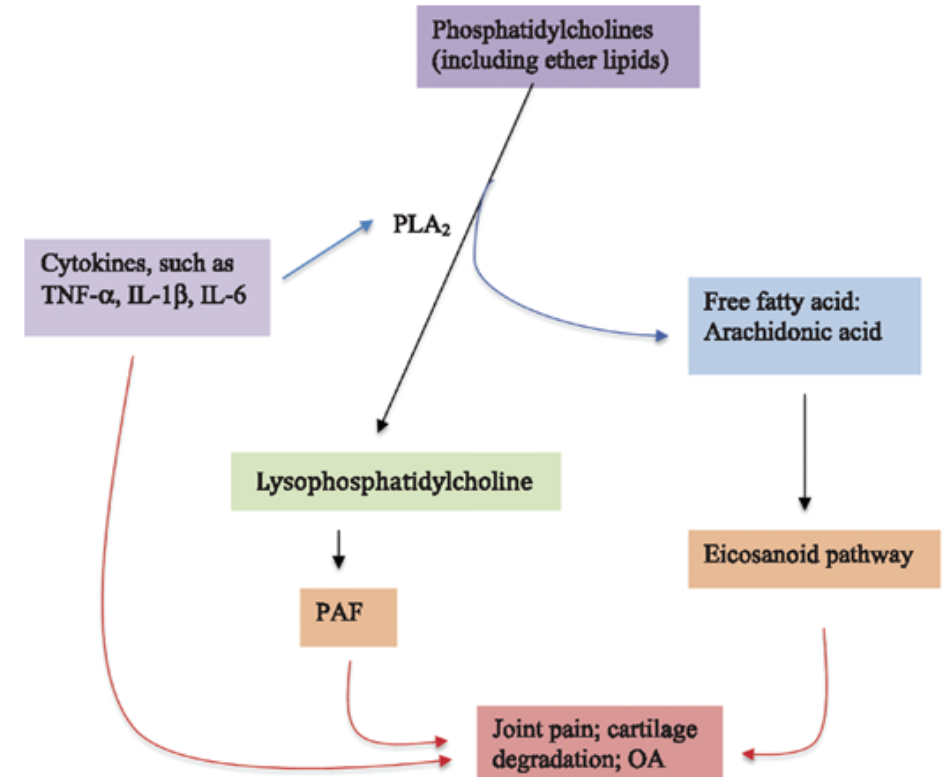 Phosphatidylcholines
(including ether lipids)
PLA₂
Cytokines, such as
TNF-α, IL-1β, IL-6
Free fatty acid:
Arachidonic acid
Lysophosphatidylcholine
Eicosanoid pathway
PAF
Joint pain; cartilage
degradation; OA